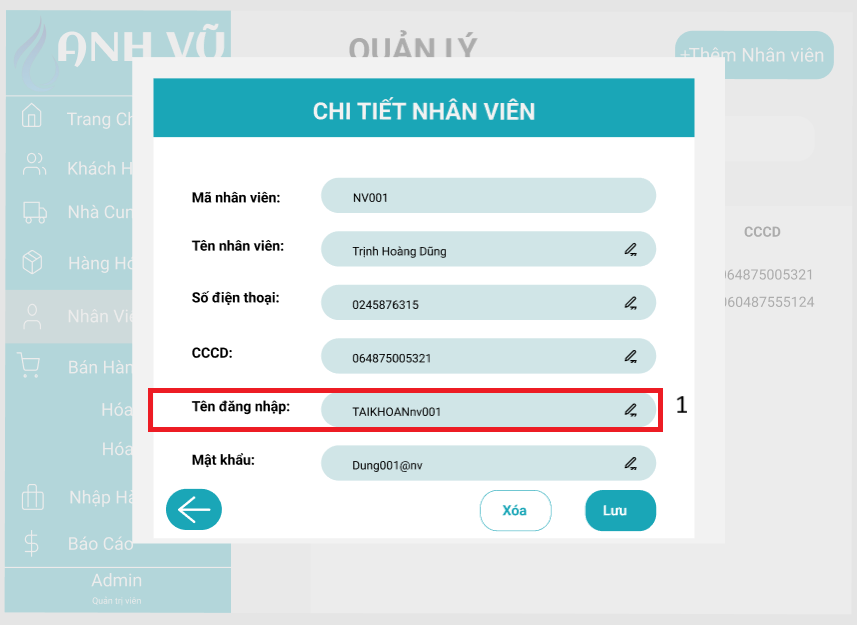 ANH VŨ
QUẢN LÝ
+Thêm Nhân viên
CHI TIẾT NHÂN VIÊN
Trang Ch
Khách H
Nhà Cun
Hàng Hó
Nhân Viê
Bán Hàn
Hóa
Hóa
Nhập Hà
Báo Cáo
Admin
Quản trị viên
Mã nhân viên: NV001
Tên nhân viên: Trịnh Hoàng Dũng
Số điện thoại: 0245876315
CCCD: 064875005321
Tên đăng nhập: TAIKHOANnv001
1
Mật khẩu: Dung001@nv
Xóa
Lưu
CCCD
064875005321
060487555124